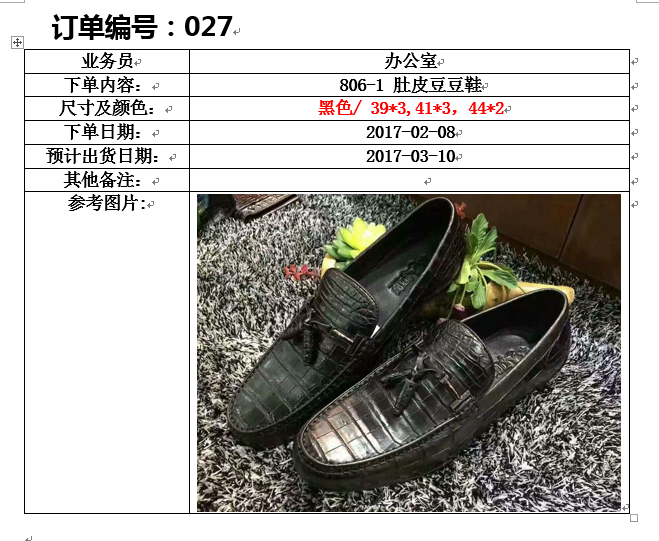 订单编号：027
业务员 办公室
下单内容： 806-1 肚皮豆豆鞋
尺寸及颜色： 黑色/ 39*3,41*3，44*2
下单日期： 2017-02-08
预计出货日期： 2017-03-10
其他备注：
参考图片: